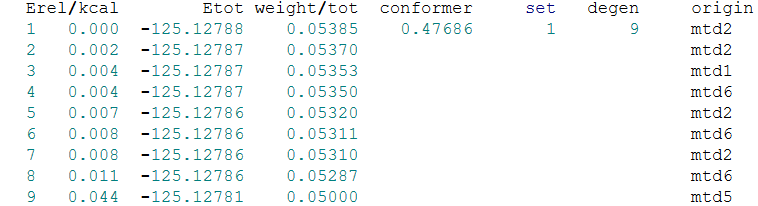 Erel/kcal Etot weight/tot conformer set degen origin
1 0.000 -125.12788 0.05385 0.47686 1 9 mtd2
2 0.002 -125.12787 0.05370 mtd2
3 0.004 -125.12787 0.05353 mtd1
4 0.004 -125.12787 0.05350 mtd6
5 0.007 -125.12786 0.05320 mtd2
6 0.008 -125.12786 0.05311 mtd6
7 0.008 -125.12786 0.05310 mtd2
8 0.011 -125.12786 0.05287 mtd6
9 0.044 -125.12781 0.05000 mtd5